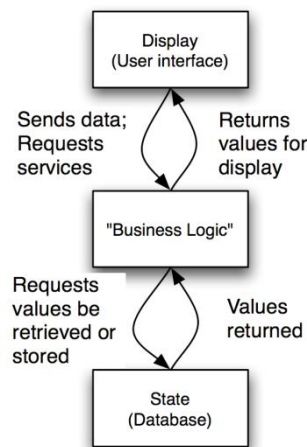 Display
(User interface)
Sends data;
Requests
services
Returns
values for
display
"Business Logic"
Requests
values be
retrieved or
stored
Values
returned
State
(Database)